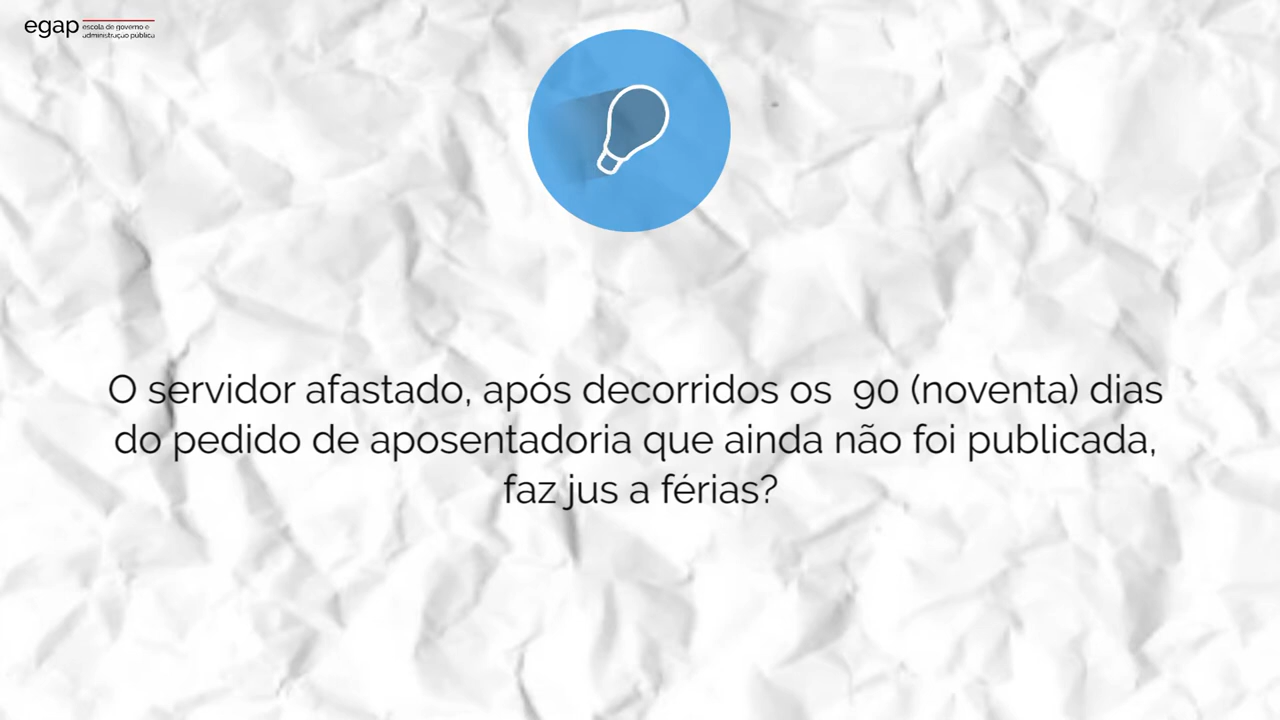 egap escola de governo e
administração pública
O servidor afastado, após decorridos os 90 (noventa) dias
do pedido de aposentadoria que ainda não foi publicada,
faz jus a férias?